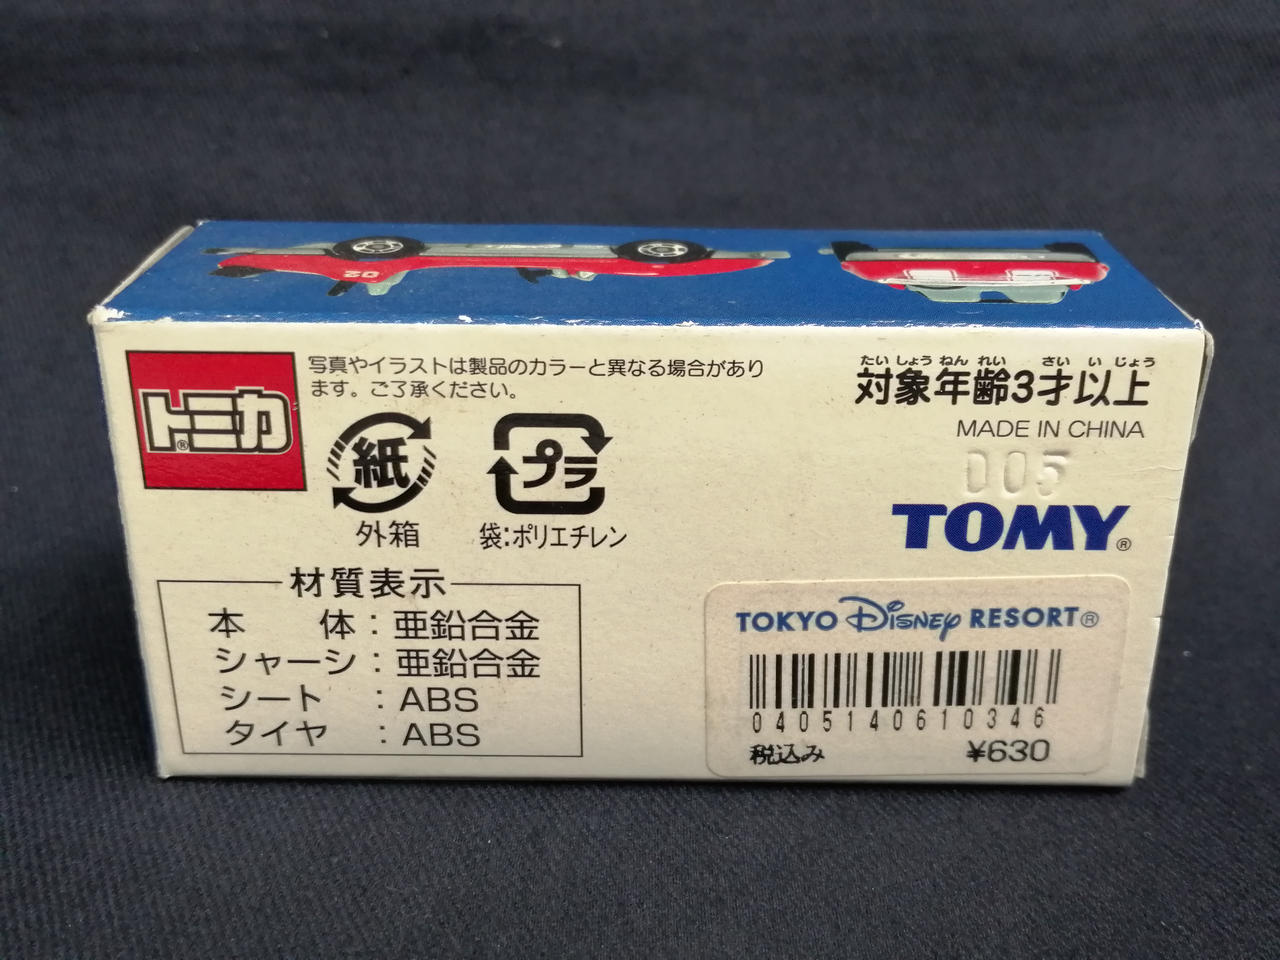 02
トミカ®
写真やイラストは製品のカラーと異なる場合があり
ます。ご了承ください。
紙
外箱
プラ
袋:ポリエチレン
たい しょう ねん れい さい い じょう
対象年齢3才以上
MADE IN CHINA
005
TOMY®
材質表示
本 体:亜鉛合金
シャーシ:亜鉛合金
シート :ABS
タイヤ :ABS
TOKYO Disney RESORT®
0405140610346
税込み ¥630